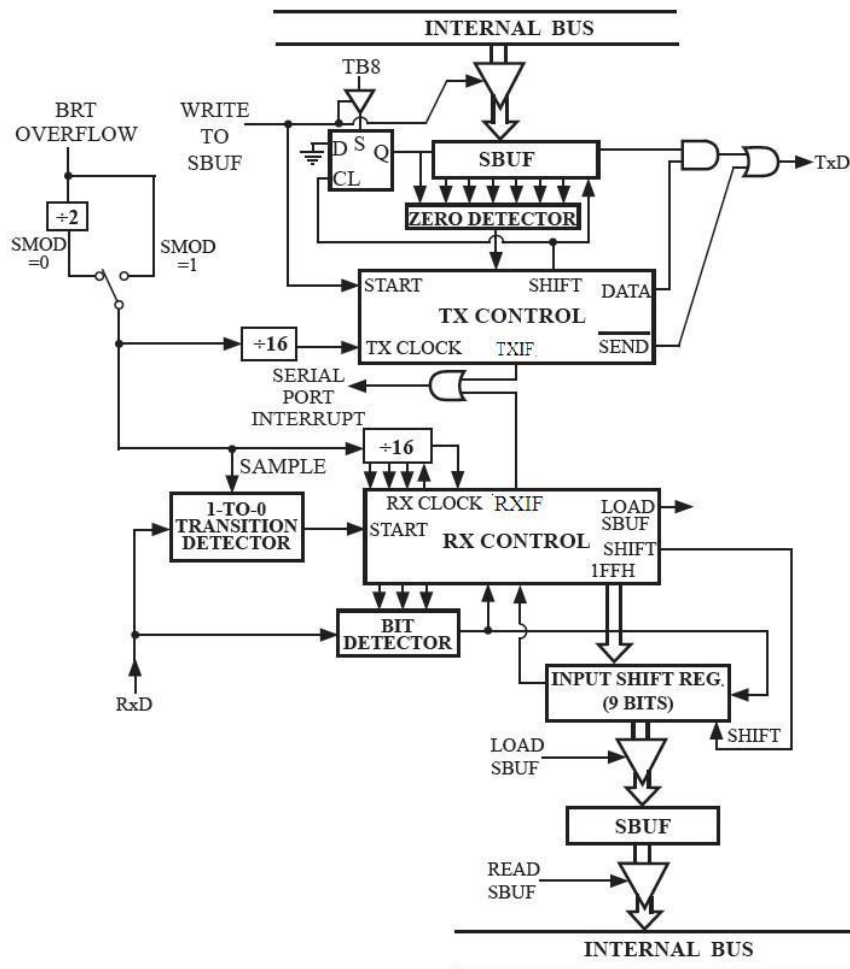 INTERNAL BUS
TB8
BRT
OVERFLOW
WRITE
TO
SBUF
D
S
Q
CL
SBUF
TxD
÷2
ZERO DETECTOR
SMOD
=0
SMOD
=1
START
SHIFT
DATA
TX CONTROL
÷16
TX CLOCK
TXIF
SEND
SERIAL
PORT
INTERRUPT
÷16
SAMPLE
1-TO-0
TRANSITION
DETECTOR
RX CLOCK
RXIF
START
LOAD
SBUF
RX CONTROL
SHIFT
1FFH
BIT
DETECTOR
RxD
INPUT SHIFT REG.
(9 BITS)
LOAD
SBUF
SHIFT
SBUF
READ
SBUF
INTERNAL BUS